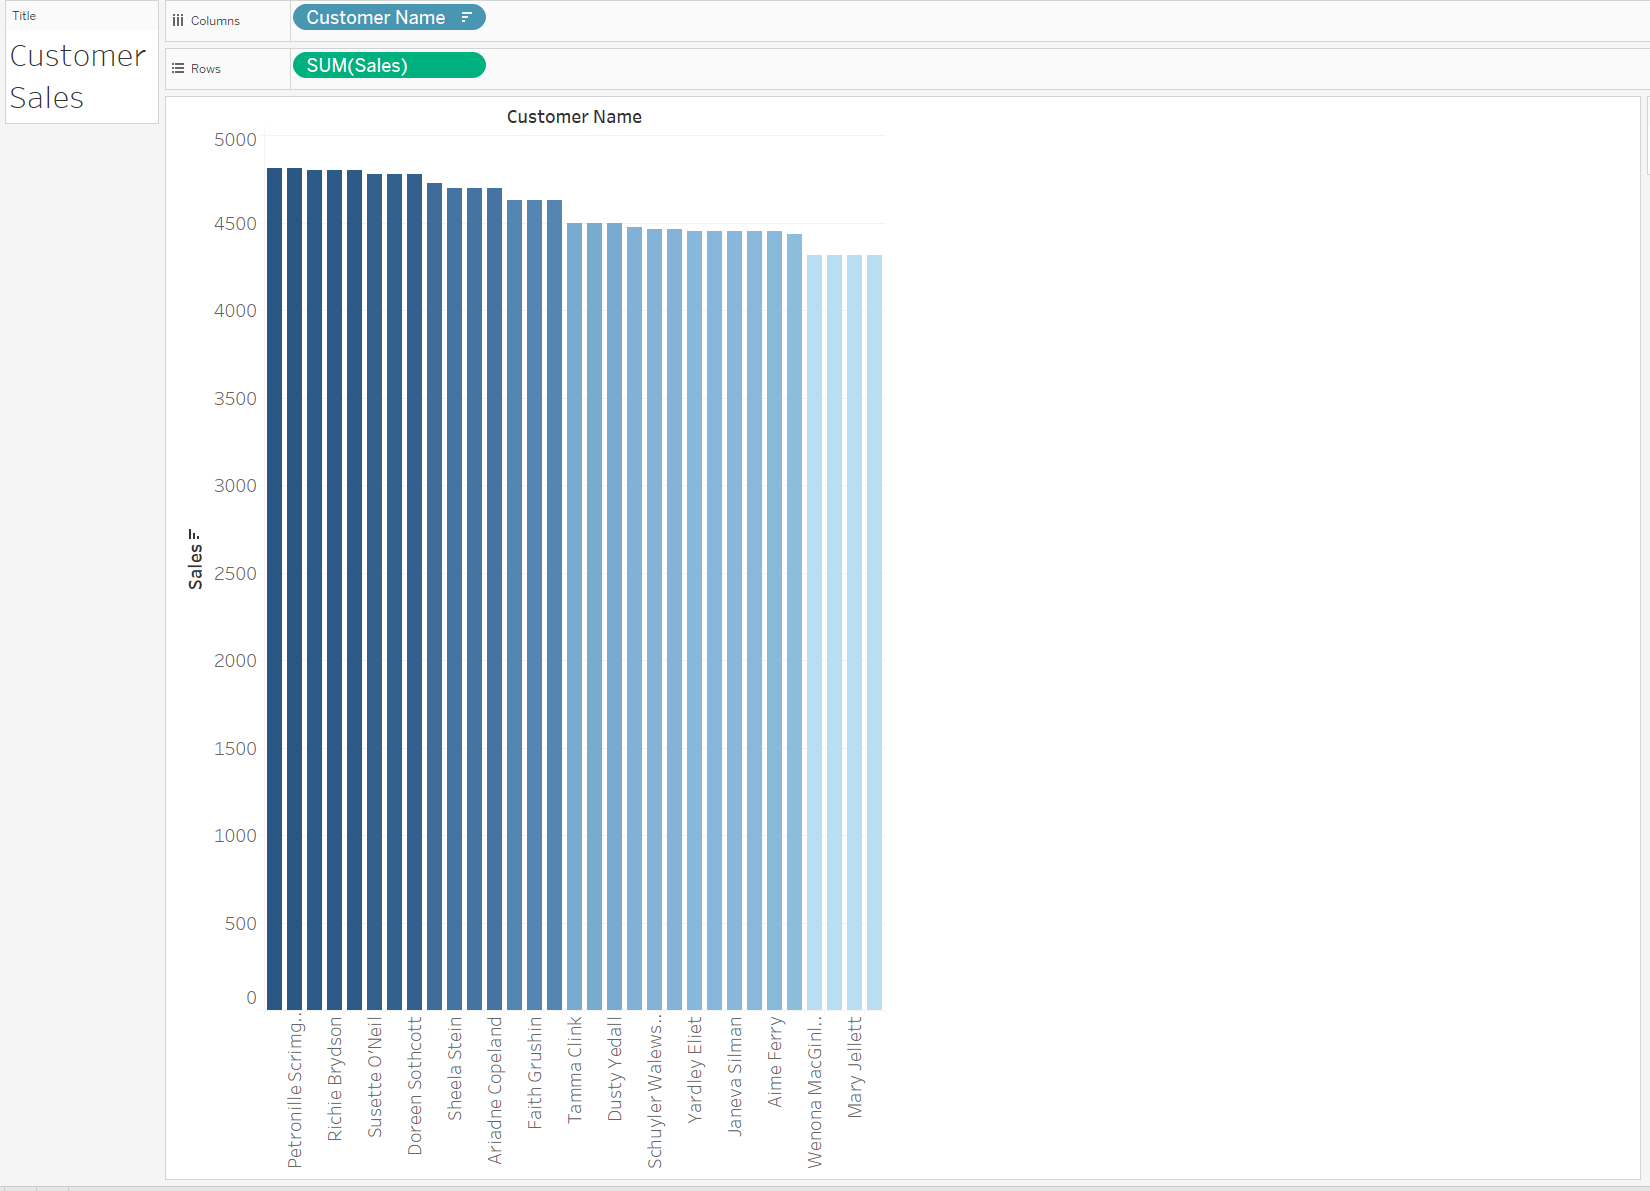 Title
Customer
Sales
Columns
Customer Name
Rows
SUM(Sales)
Customer Name
5000
4500
4000
3500
3000
2500
2000
1500
1000
500
0
Sales
Petronille Scrimg..
Richie Brydson
Susette O'Neil
Doreen Sothcott
Sheela Stein
Ariadne Copeland
Faith Grushin
Tamma Clink
Dusty Yedall
Schuyler Walews..
Yardley Eliet
Janeva Silman
Aime Ferry
Wenona MacGinl..
Mary Jellett